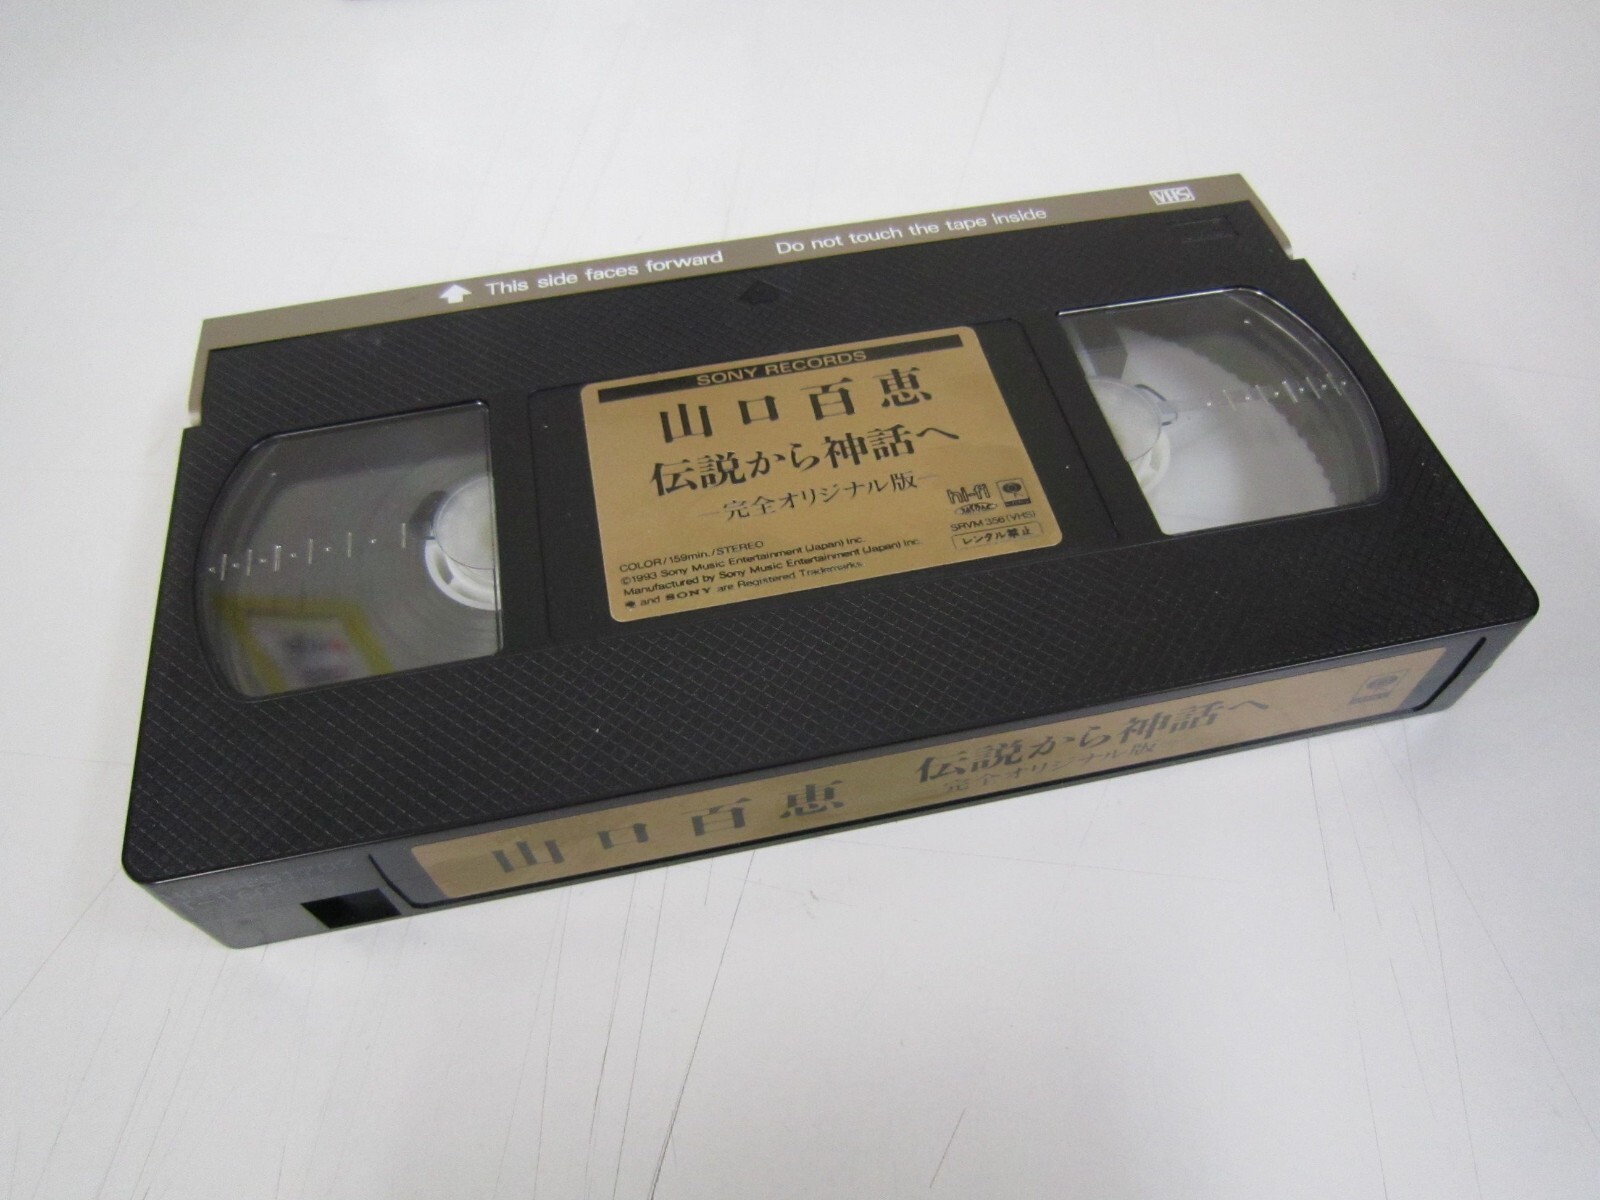 This side faces forward
Do not touch the tape inside
VHS
SONY RECORDS
山口百恵
伝説から神話へ
—完全オリジナル版—
hi-fi
SRVM 356(VHS)
レンタル禁止
COLOR/159min./STEREO
©1993 Sony Music Entertainment (Japan) Inc.
Manufactured by Sony Music Entertainment (Japan) Inc.
and SONY are Registered Trademarks
山口百恵 伝説から神話へ
—完全オリジナル版—